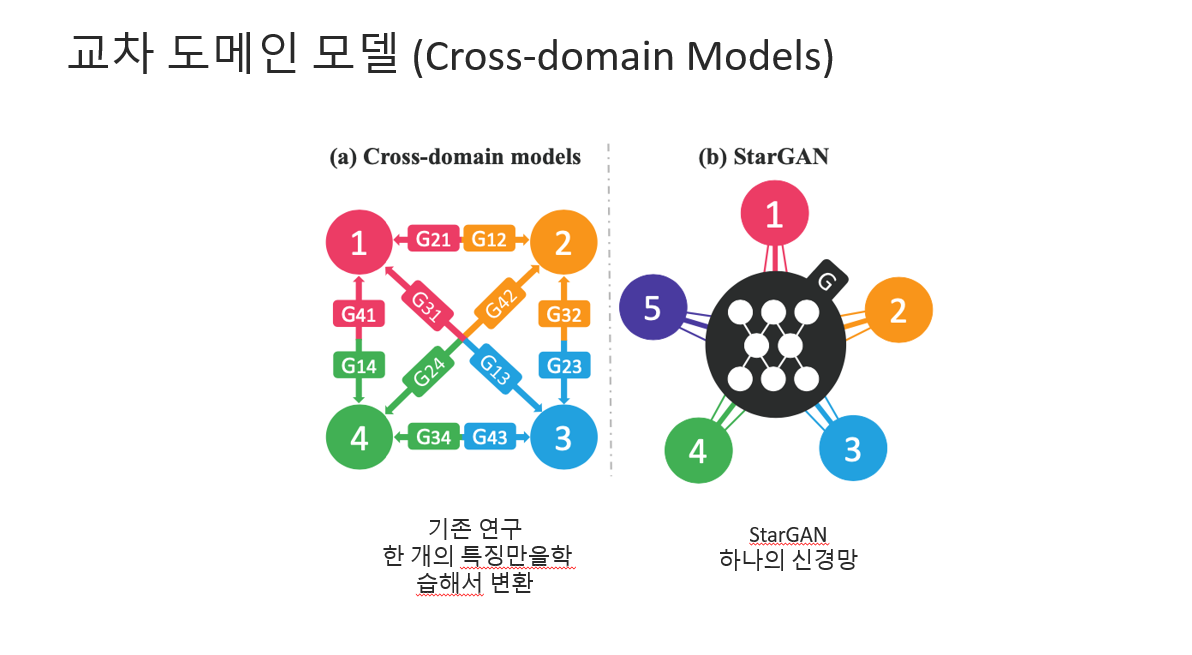 교차 도메인 모델 (Cross-domain Models)
(a) Cross-domain models
1
G21
G12
2
G41
G31
G42
G32
G14
G24
G13
G23
4
G34
G43
3
기존 연구
한 개의 특징만을학
습해서 변환
(b) StarGAN
1
G
5
2
4
3
StarGAN
하나의 신경망